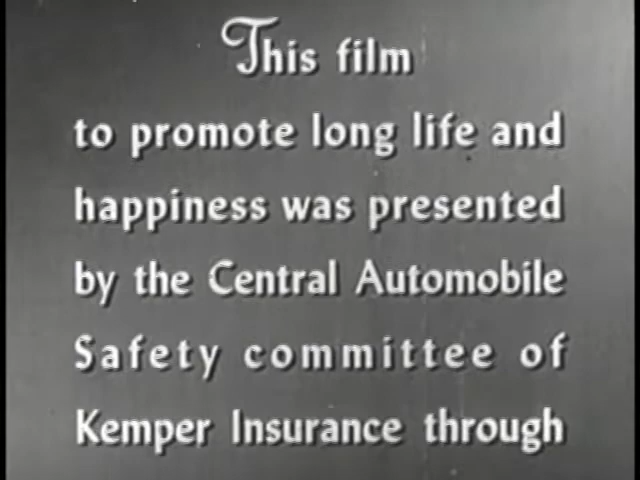 This film
to promote long life and
happiness was presented
by the Central Automobile
Safety committee of
Kemper Insurance through